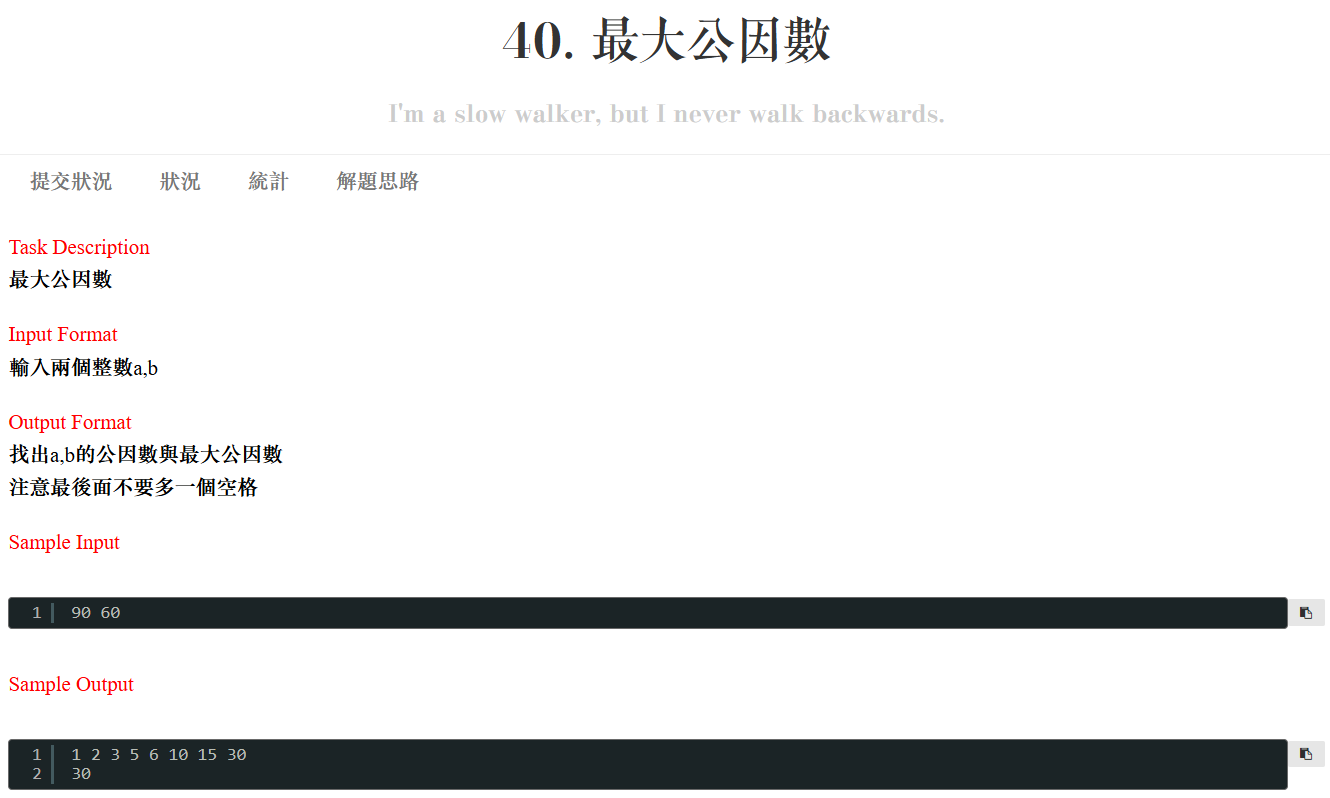 40. 最大公因數
I'm a slow walker, but I never walk backwards.
提交狀況 狀況 統計 解題思路
Task Description
最大公因數
Input Format
輸入兩個整數a,b
Output Format
找出a,b的公因數與最大公因數
注意最後面不要多一個空格
Sample Input
1 90 60
Sample Output
1 1 2 3 5 6 10 15 30
2 30